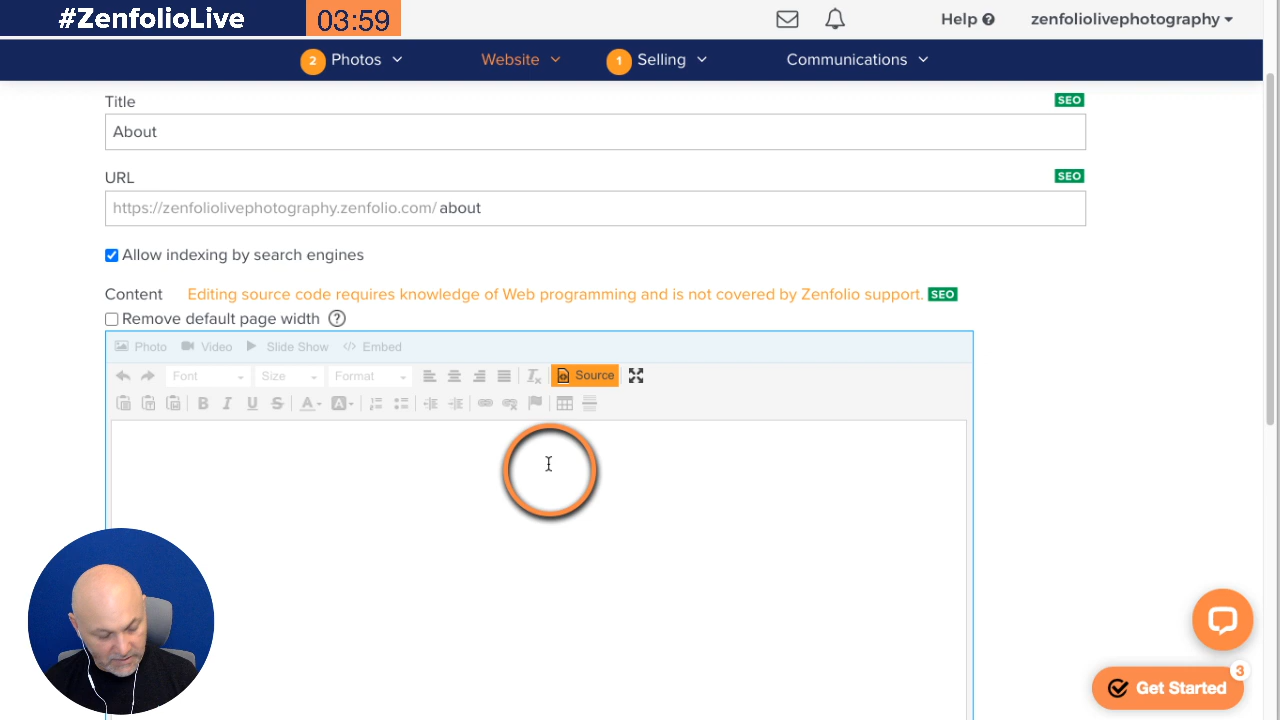 #ZenfolioLive 03:59
Help ? zenfoliolivephotography
2 Photos Website 1 Selling Communications
Title SEO
About
URL SEO
https://zenfoliolivephotography.zenfolio.com/ about
Allow indexing by search engines
Content Editing source code requires knowledge of Web programming and is not covered by Zenfolio support. SEO
Remove default page width ?
Photo Video Slide Show </> Embed
Font Size Format Source
B I U S A A
3
Get Started